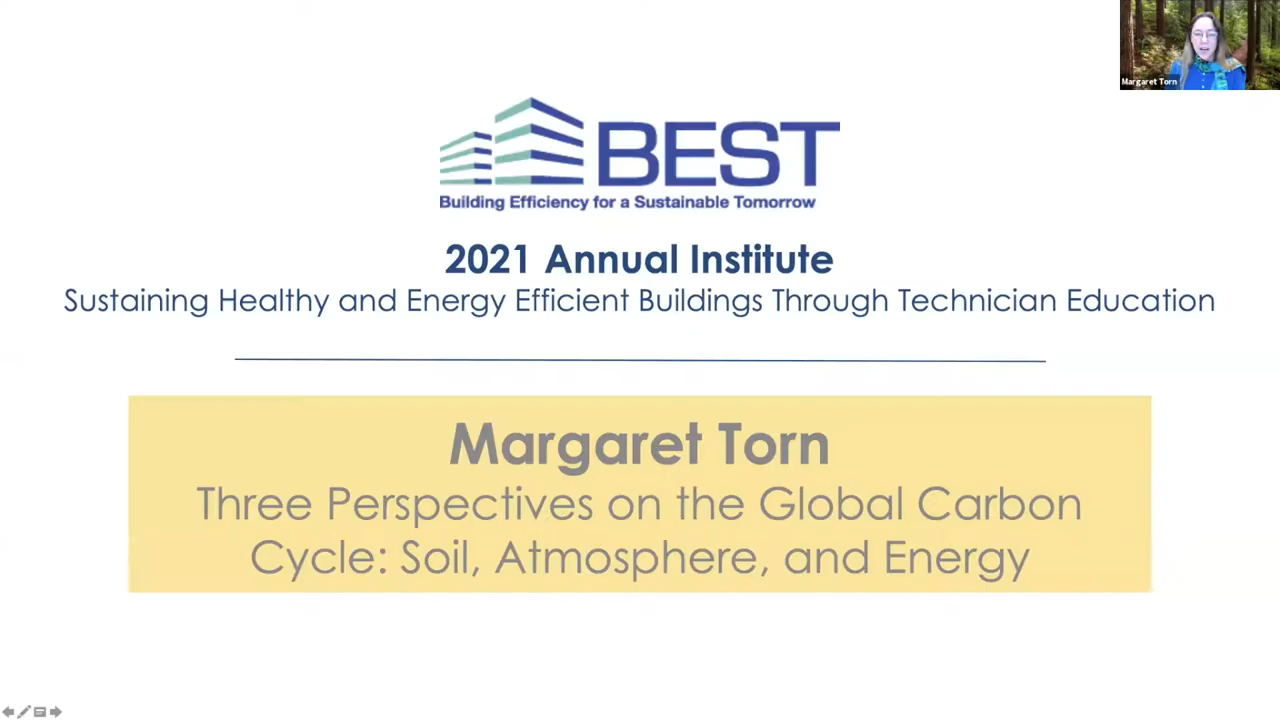 Margaret Torn
BEST
Building Efficiency for a Sustainable Tomorrow
2021 Annual Institute
Sustaining Healthy and Energy Efficient Buildings Through Technician Education
Margaret Torn
Three Perspectives on the Global Carbon
Cycle: Soil, Atmosphere, and Energy